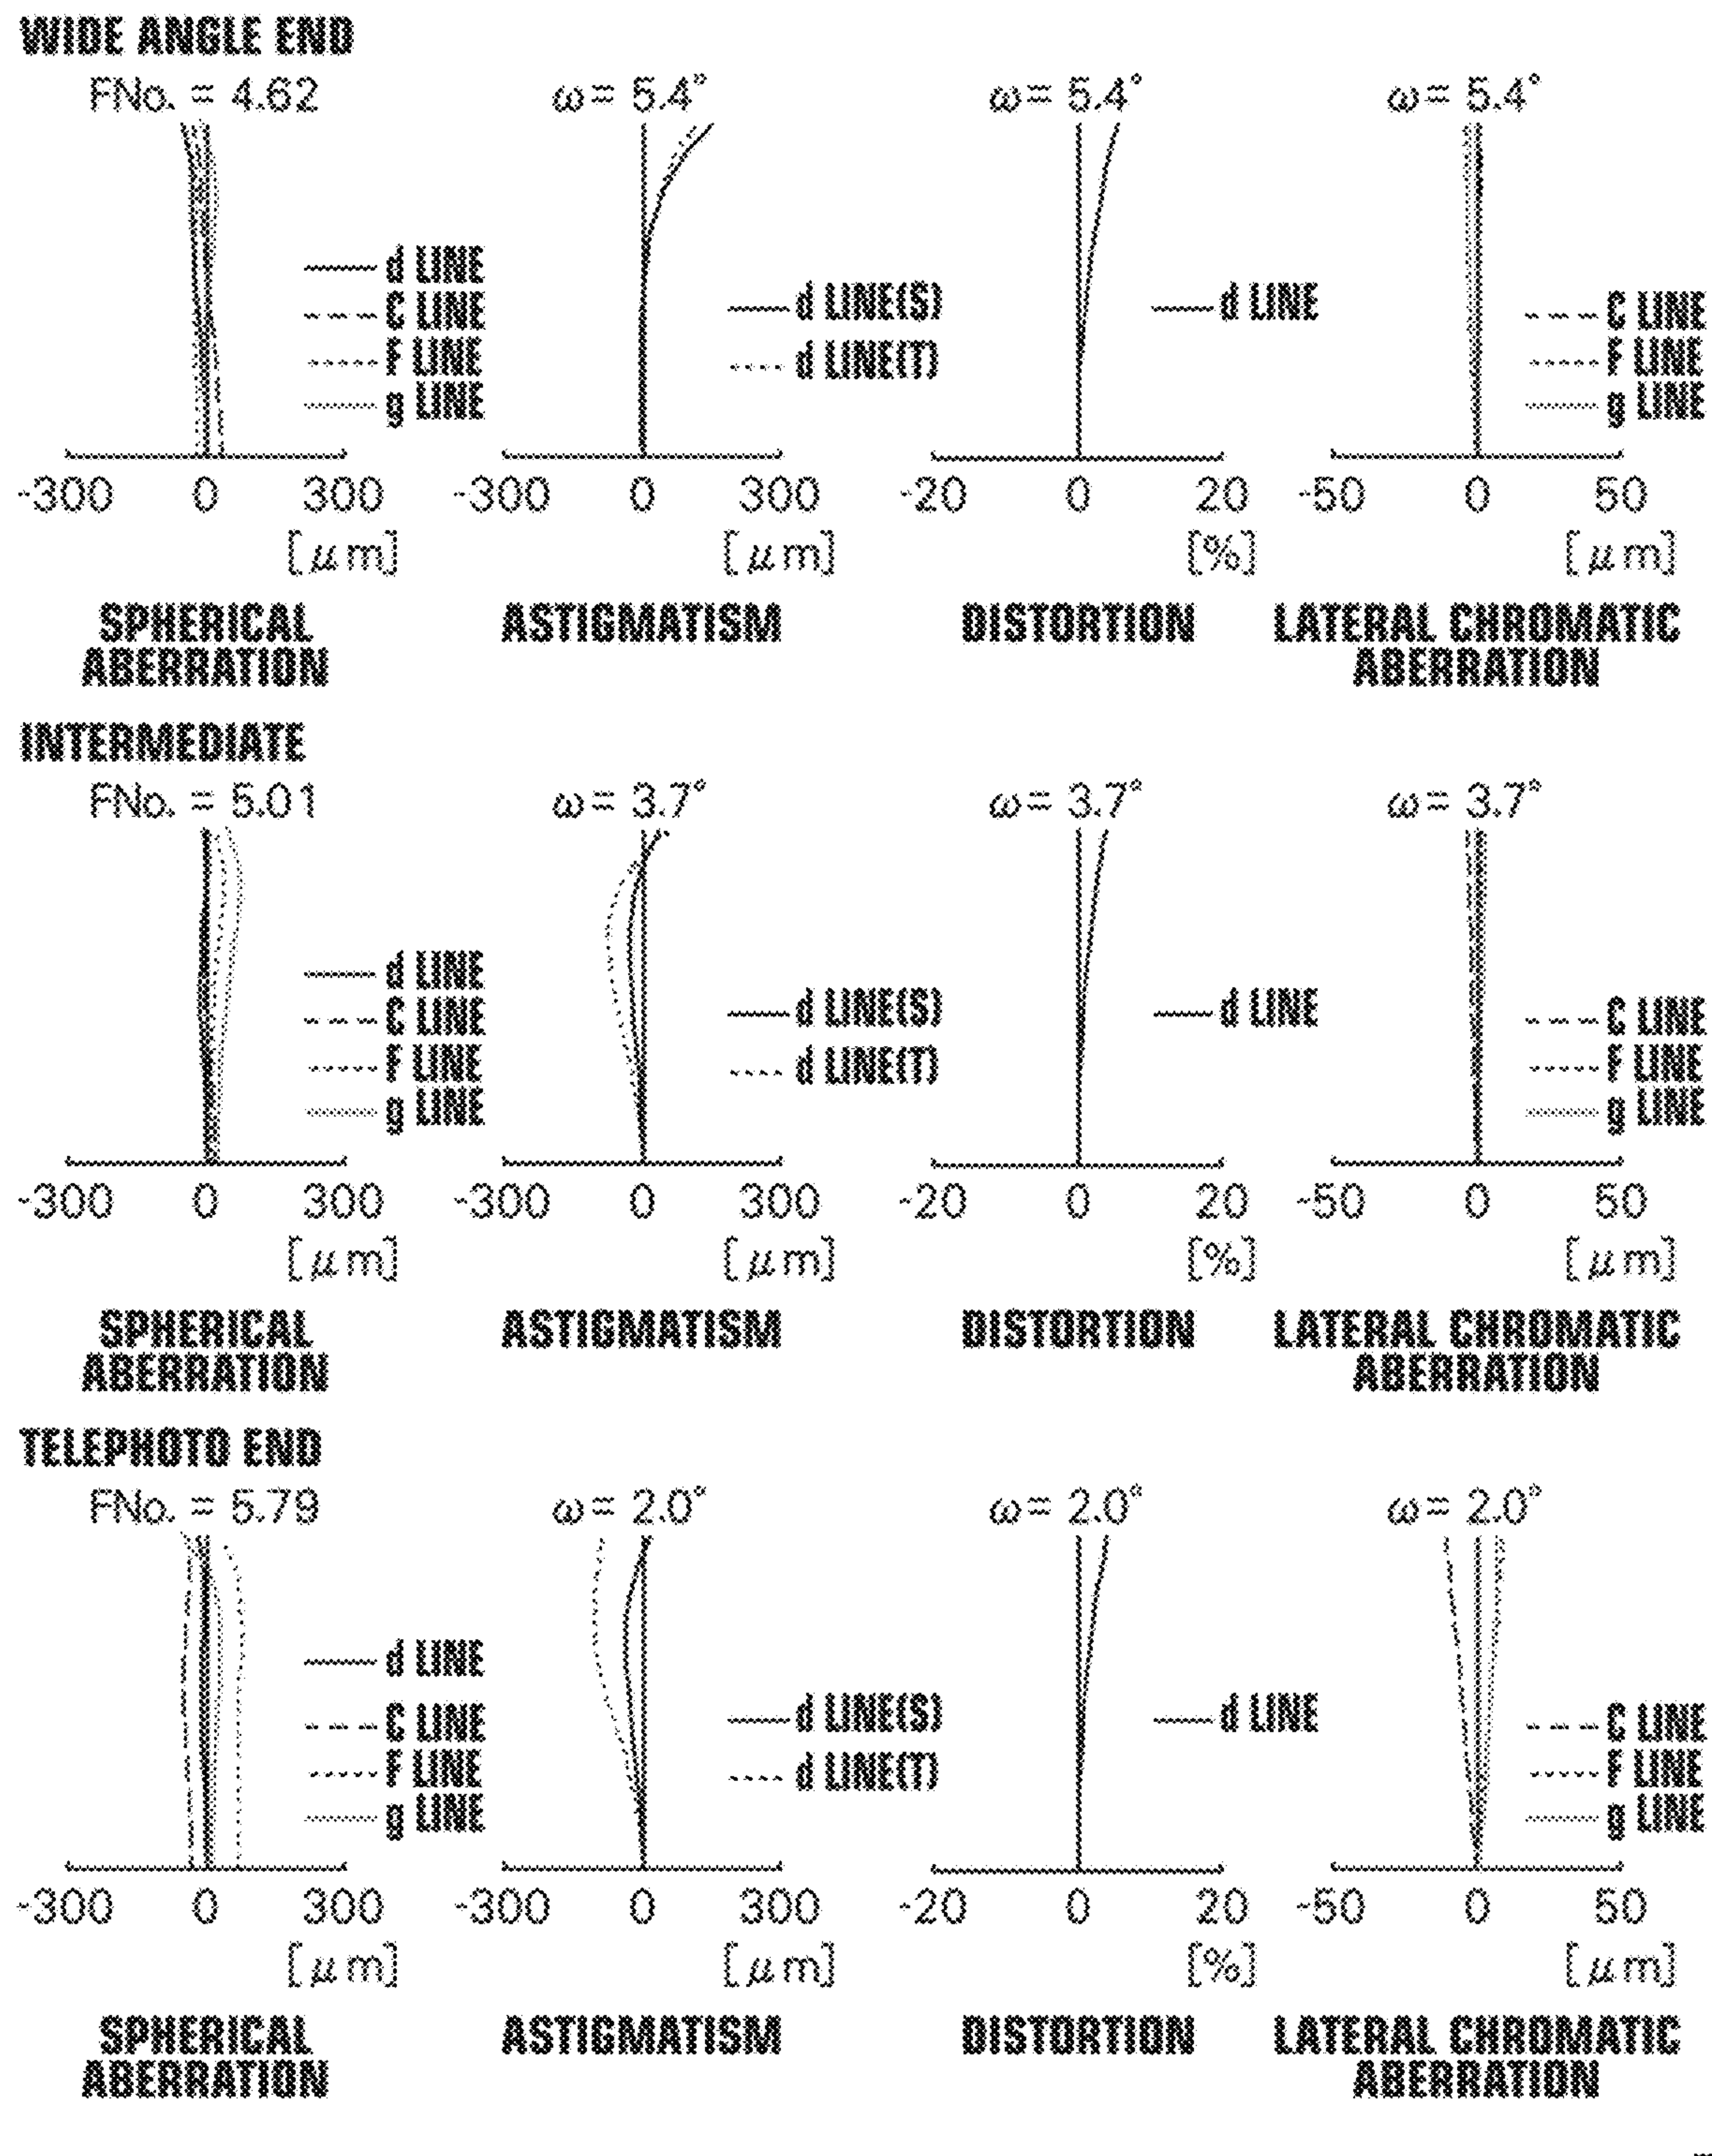 WIDE ANGLE END
FNo. = 4.62
ω= 5.4°
ω= 5.4°
ω= 5.4°
d LINE
C LINE
F LINE
g LINE
d LINE(S)
d LINE(T)
d LINE
C LINE
F LINE
g LINE
-300 0 300
-300 0 300
-20 0 20
-50 0 50
[μm]
[μm]
[%]
[μm]
SPHERICAL
ABERRATION
ASTIGMATISM
DISTORTION
LATERAL CHROMATIC
ABERRATION
INTERMEDIATE
FNo. = 5.01
ω= 3.7°
ω= 3.7°
ω= 3.7°
d LINE
C LINE
F LINE
g LINE
d LINE(S)
d LINE(T)
d LINE
C LINE
F LINE
g LINE
-300 0 300
-300 0 300
-20 0 20
-50 0 50
[μm]
[μm]
[%]
[μm]
SPHERICAL
ABERRATION
ASTIGMATISM
DISTORTION
LATERAL CHROMATIC
ABERRATION
TELEPHOTO END
FNo. = 5.79
ω= 2.0°
ω= 2.0°
ω= 2.0°
d LINE
C LINE
F LINE
g LINE
d LINE(S)
d LINE(T)
d LINE
C LINE
F LINE
g LINE
-300 0 300
-300 0 300
-20 0 20
-50 0 50
[μm]
[μm]
[%]
[μm]
SPHERICAL
ABERRATION
ASTIGMATISM
DISTORTION
LATERAL CHROMATIC
ABERRATION